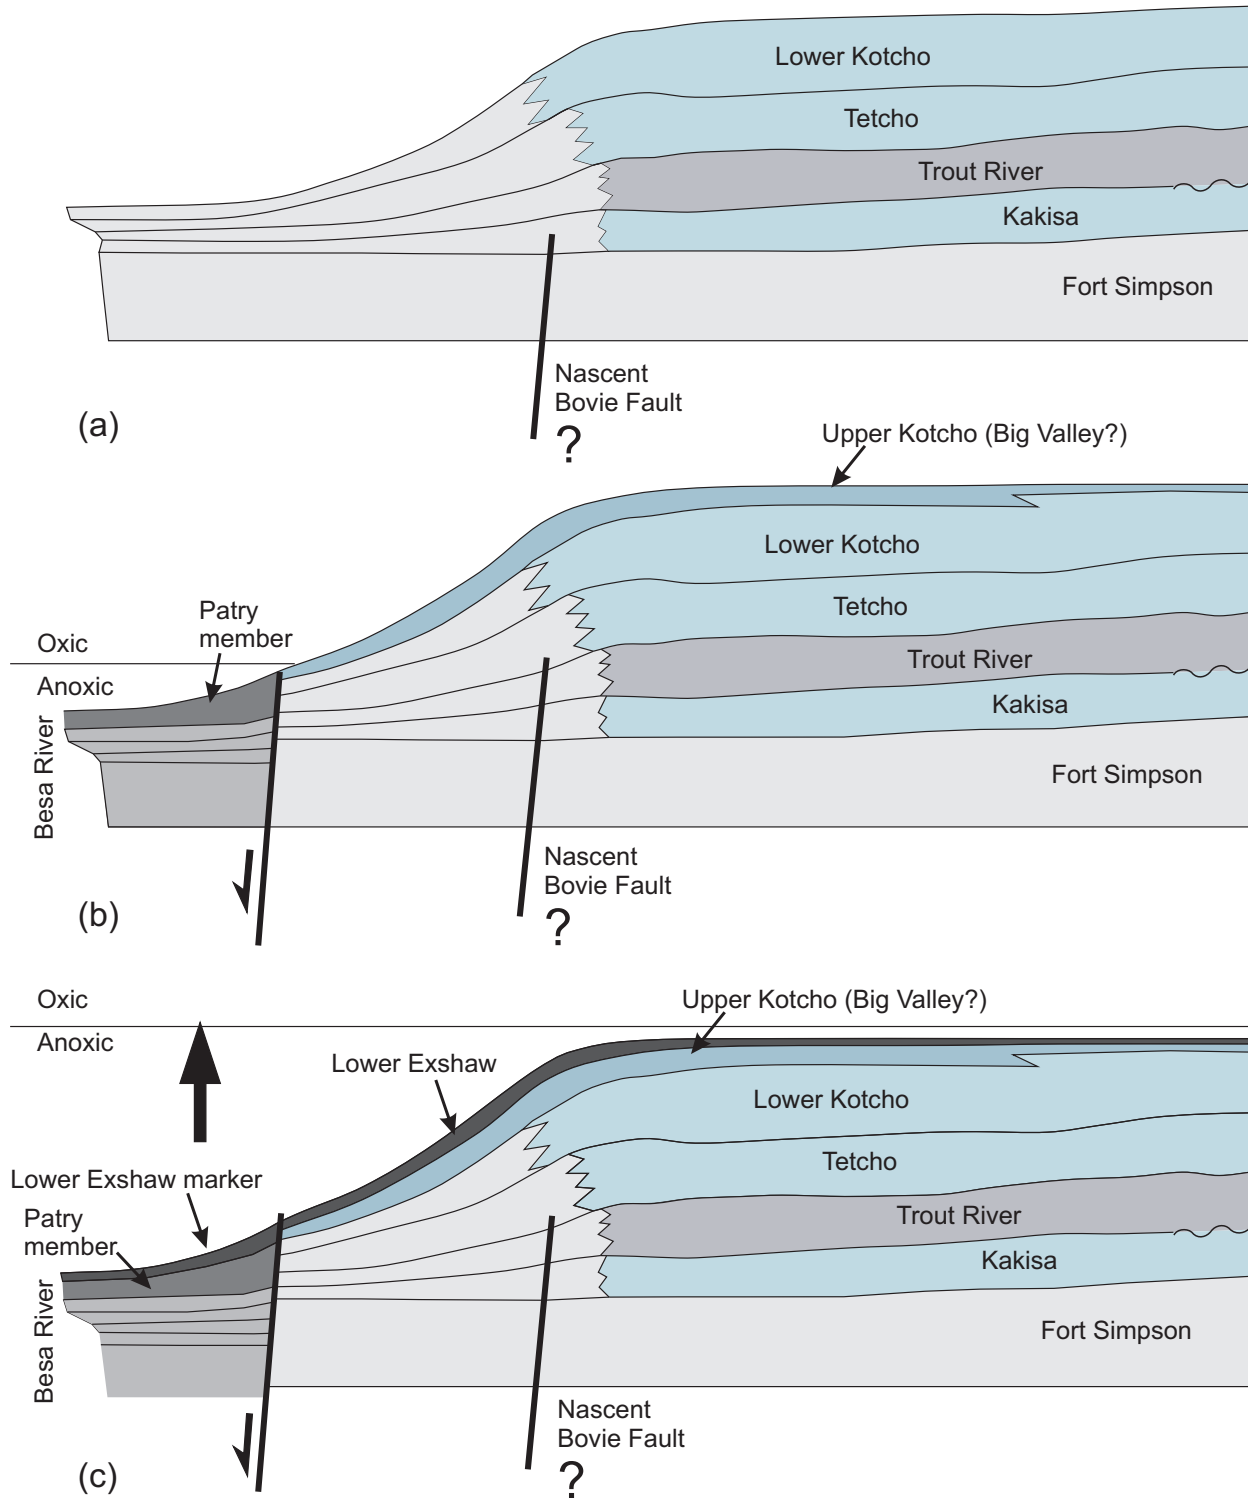 Lower Kotcho
Tetcho
Trout River
Kakisa
Fort Simpson
Nascent
Bovie Fault
?
(a)
Upper Kotcho (Big Valley?)
Lower Kotcho
Tetcho
Trout River
Kakisa
Fort Simpson
Patry
member
Oxic
Anoxic
Besa River
Nascent
Bovie Fault
?
(b)
Oxic
Anoxic
Upper Kotcho (Big Valley?)
Lower Exshaw
Lower Kotcho
Tetcho
Trout River
Kakisa
Fort Simpson
Lower Exshaw marker
Patry
member
Besa River
Nascent
Bovie Fault
?
(c)